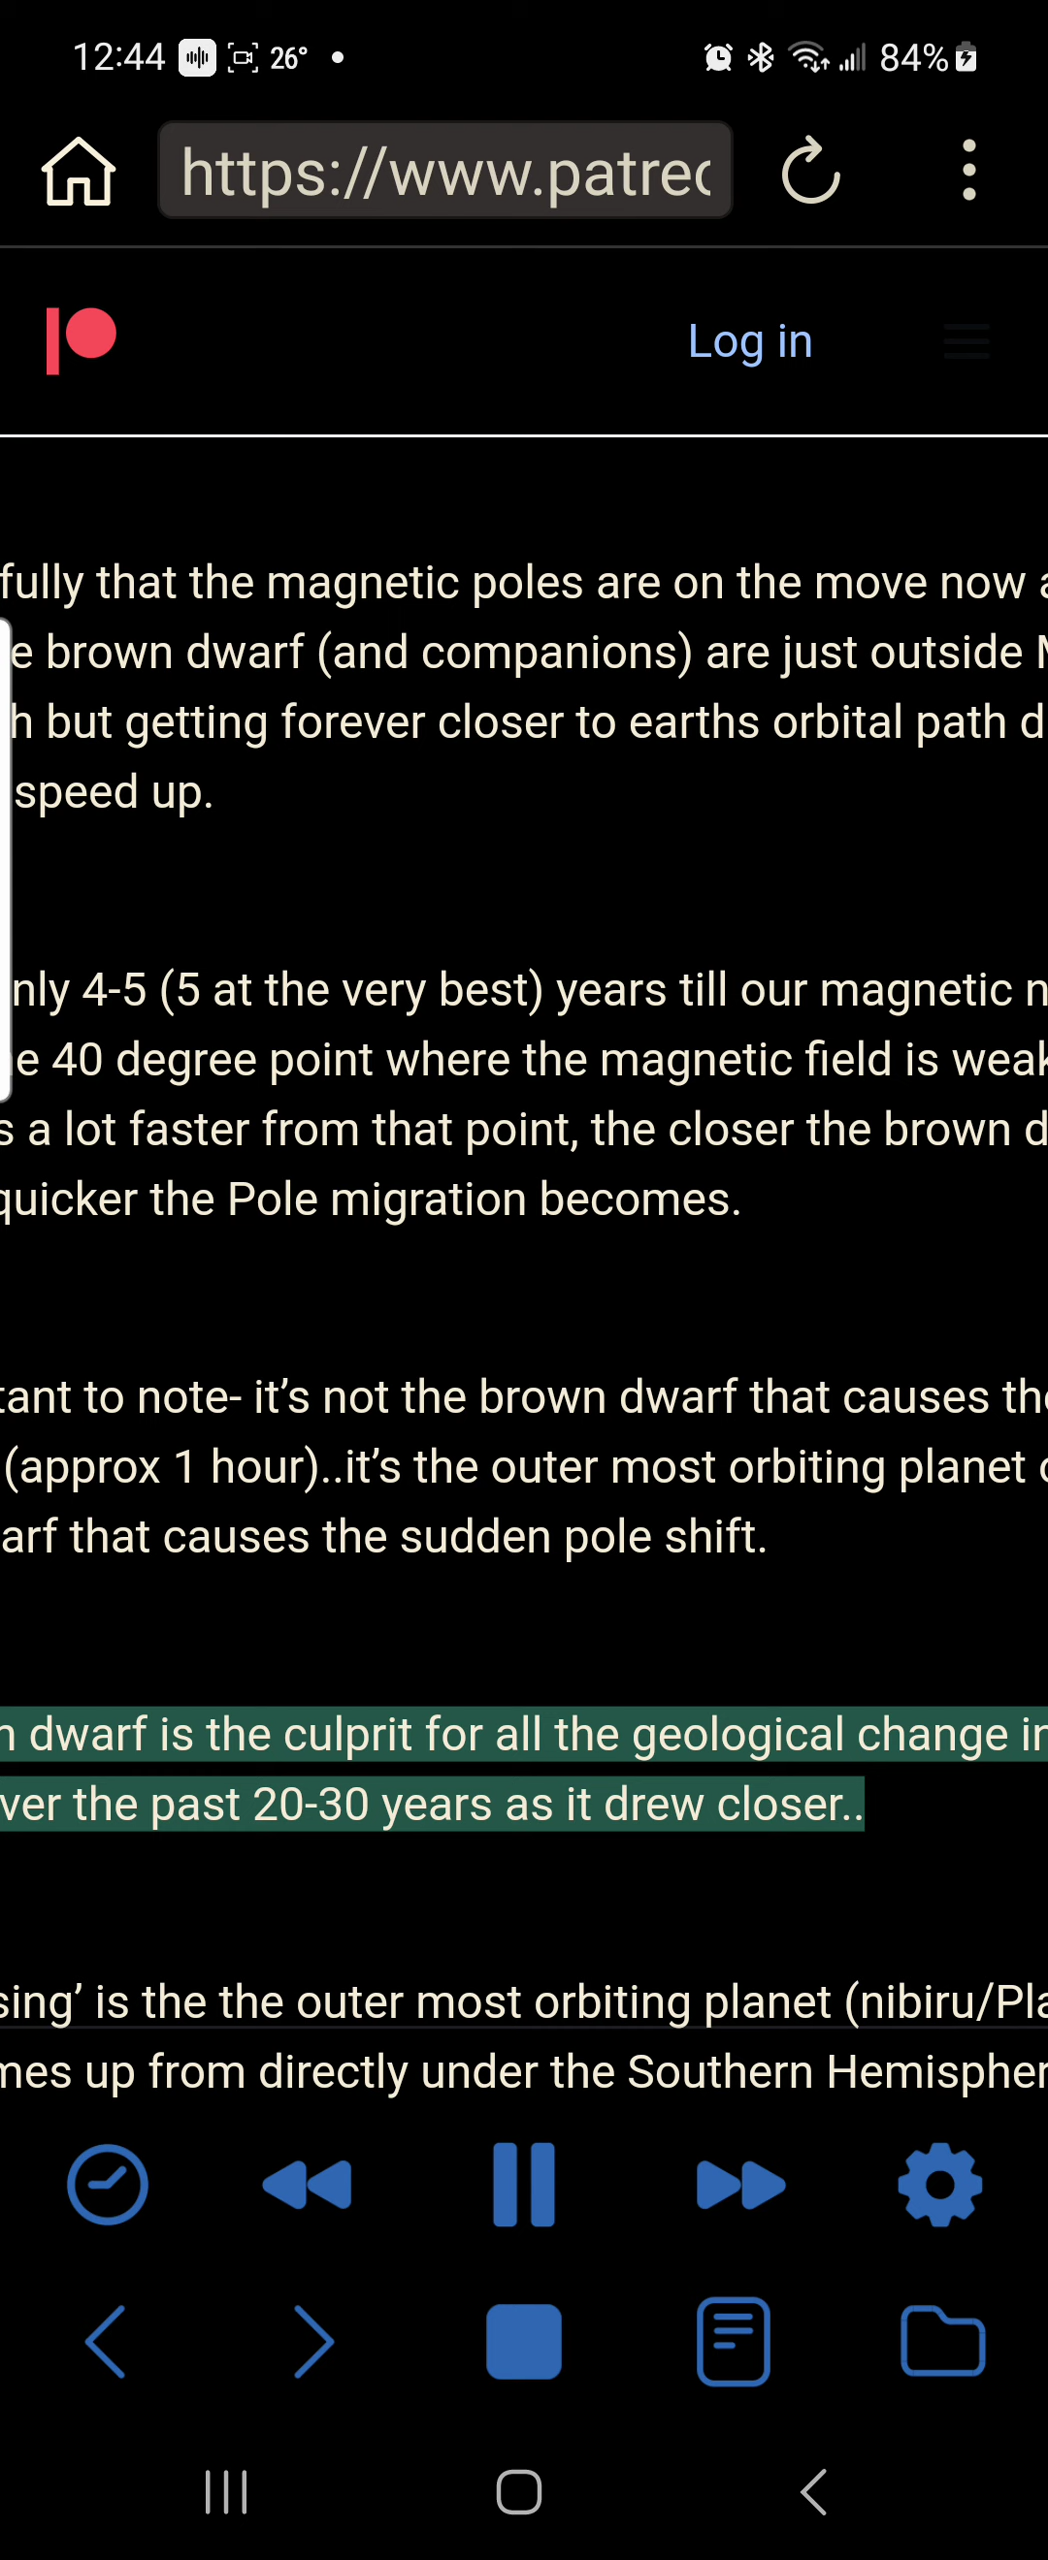 12:44 26° 84%
https://www.patreo
Log in
fully that the magnetic poles are on the move now a
e brown dwarf (and companions) are just outside M
h but getting forever closer to earths orbital path d
speed up.
nly 4-5 (5 at the very best) years till our magnetic n
e 40 degree point where the magnetic field is weak
s a lot faster from that point, the closer the brown d
quicker the Pole migration becomes.
tant to note- it’s not the brown dwarf that causes the
(approx 1 hour)..it’s the outer most orbiting planet o
arf that causes the sudden pole shift.
n dwarf is the culprit for all the geological change in
ver the past 20-30 years as it drew closer..
sing’ is the the outer most orbiting planet (nibiru/Pla
mes up from directly under the Southern Hemispher